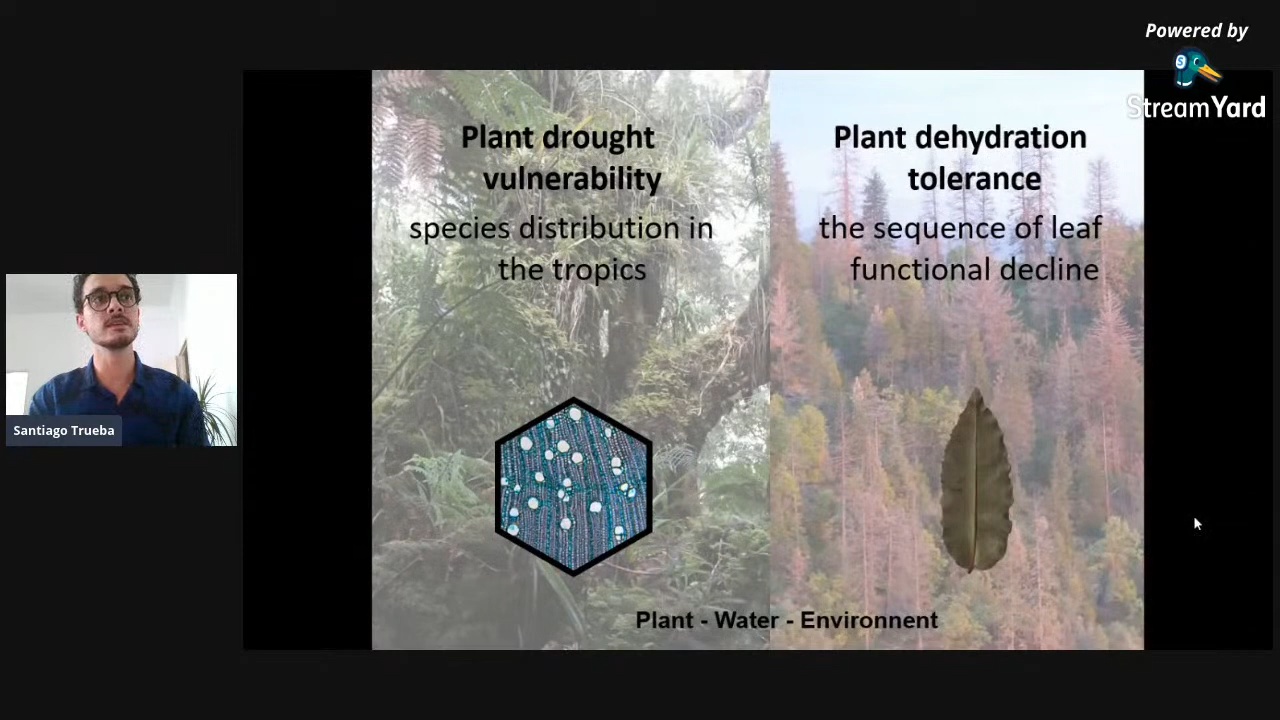 Powered by
StreamYard
Plant drought
vulnerability
species distribution in
the tropics
Plant dehydration
tolerance
the sequence of leaf
functional decline
Santiago Trueba
Plant - Water - Environnent